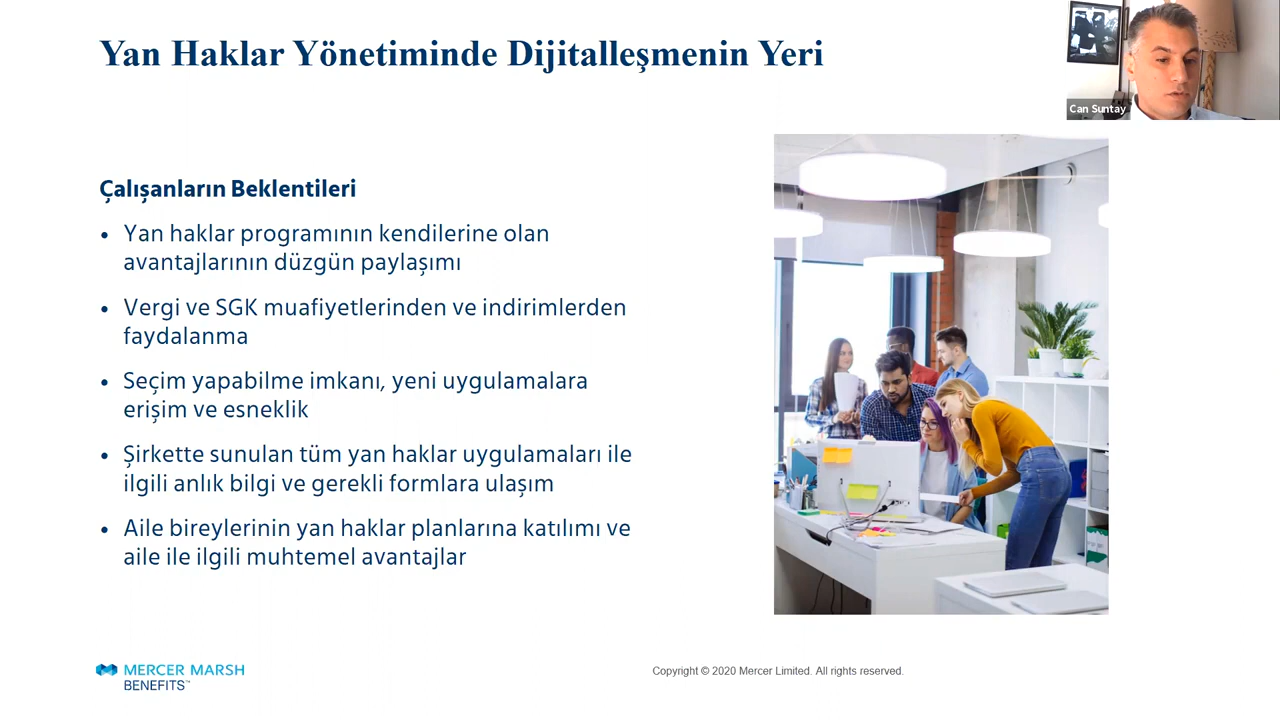 Yan Haklar Yönetiminde Dijitalleşmenin Yeri
Can Suntay
Çalışanların Beklentileri
• Yan haklar programının kendilerine olan
avantajlarının düzgün paylaşımı
• Vergi ve SGK muafiyetlerinden ve indirimlerden
faydalanma
• Seçim yapabilme imkanı, yeni uygulamalara
erişim ve esneklik
• Şirkette sunulan tüm yan haklar uygulamaları ile
ilgili anlık bilgi ve gerekli formlara ulaşım
• Aile bireylerinin yan haklar planlarına katılımı ve
aile ile ilgili muhtemel avantajlar
MERCER MARSH
BENEFITS™
Copyright © 2020 Mercer Limited. All rights reserved.